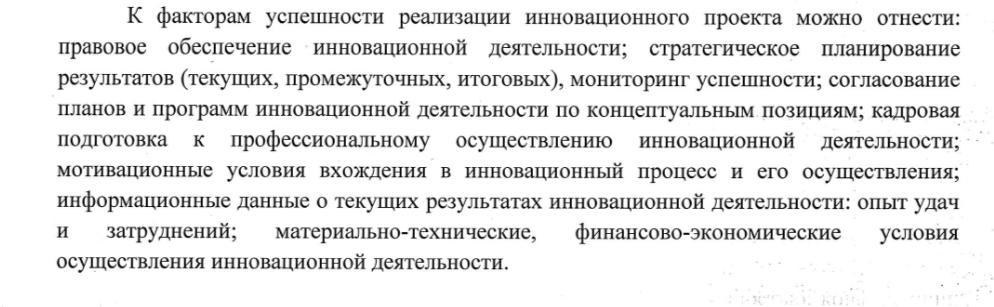 К факторам успешности реализации инновационного проекта можно отнести:
правовое обеспечение инновационной деятельности; стратегическое планирование
результатов (текущих, промежуточных, итоговых), мониторинг успешности; согласование
планов и программ инновационной деятельности по концептуальным позициям; кадровая
подготовка к профессиональному осуществлению инновационной деятельности;
мотивационные условия вхождения в инновационный процесс и его осуществления;
информационные данные о текущих результатах инновационной деятельности: опыт удач
и затруднений; материально-технические, финансово-экономические условия
осуществления инновационной деятельности.